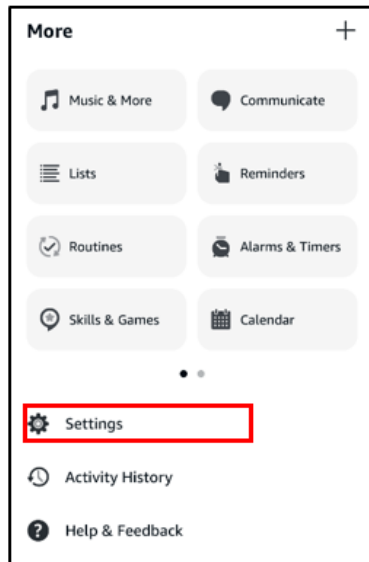 More
Music & More
Communicate
Lists
Reminders
Routines
Alarms & Timers
Skills & Games
Calendar
Settings
Activity History
Help & Feedback